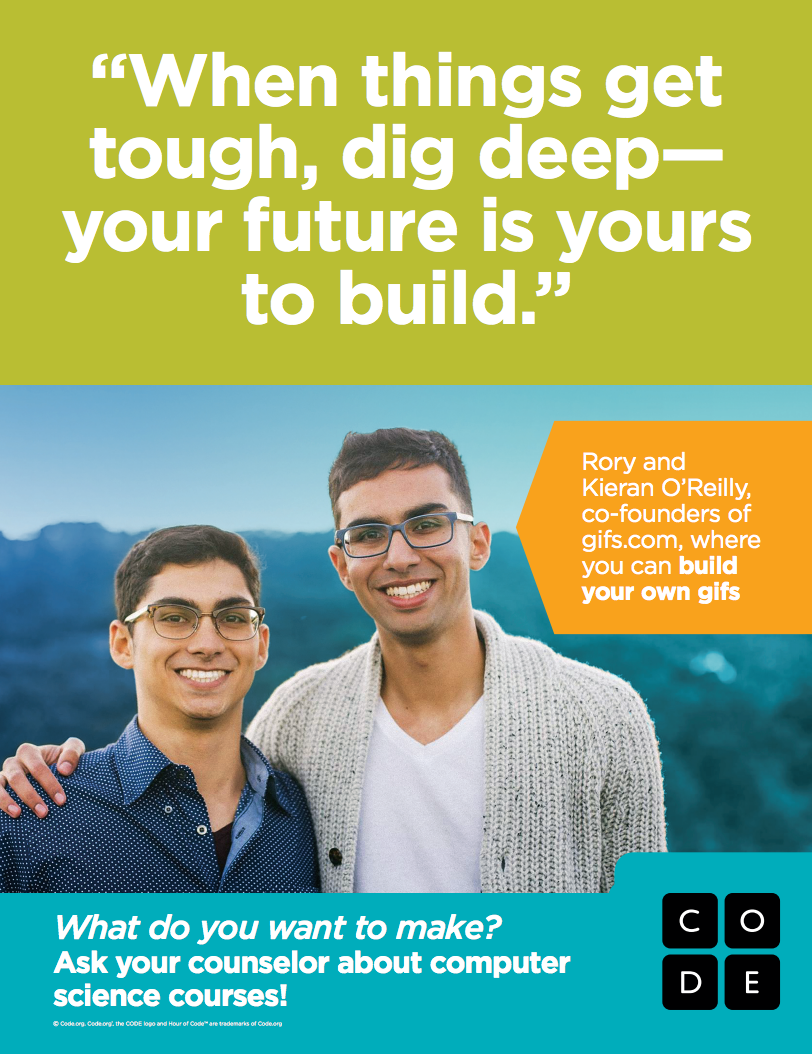 “When things get
tough, dig deep—
your future is yours
to build.”
Rory and
Kieran O’Reilly,
co-founders of
gifs.com, where
you can build
your own gifs
What do you want to make?
Ask your counselor about computer
science courses!
© Code.org, Code.org’, the CODE logo and Hour of Code™ are trademarks of Code.org
C O
D E